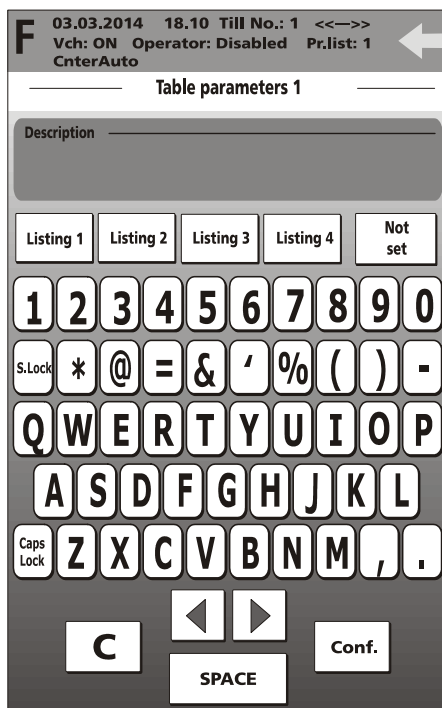 F 03.03.2014 18.10 Till No.: 1 <<—>>
Vch: ON Operator: Disabled Pr.list: 1
CnterAuto
Table parameters 1
Description
Listing 1 Listing 2 Listing 3 Listing 4 Not set
1 2 3 4 5 6 7 8 9 0
S.Lock * @ = & ‘ % ( ) -
Q W E R T Y U I O P
A S D F G H J K L
Caps Lock Z X C V B N M , .
C Conf.
SPACE